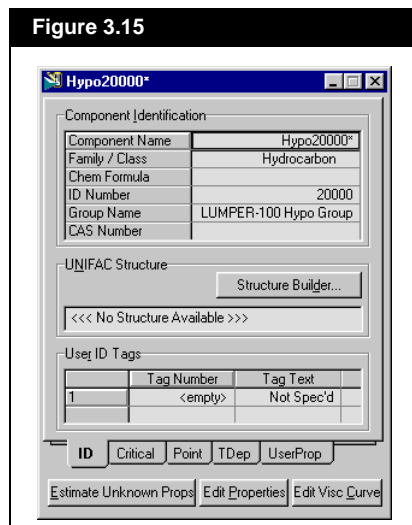 Figure 3.15
Hypo20000*
Component Identification
Component Name Hypo20000*
Family / Class Hydrocarbon
Chem Formula
ID Number 20000
Group Name LUMPER-100 Hypo Group
CAS Number
UNIFAC Structure
Structure Builder...
<<< No Structure Available >>>
User ID Tags
Tag Number Tag Text
1 <empty> Not Spec'd
ID Critical Point TDep UserProp
Estimate Unknown Props Edit Properties Edit Visc Curve